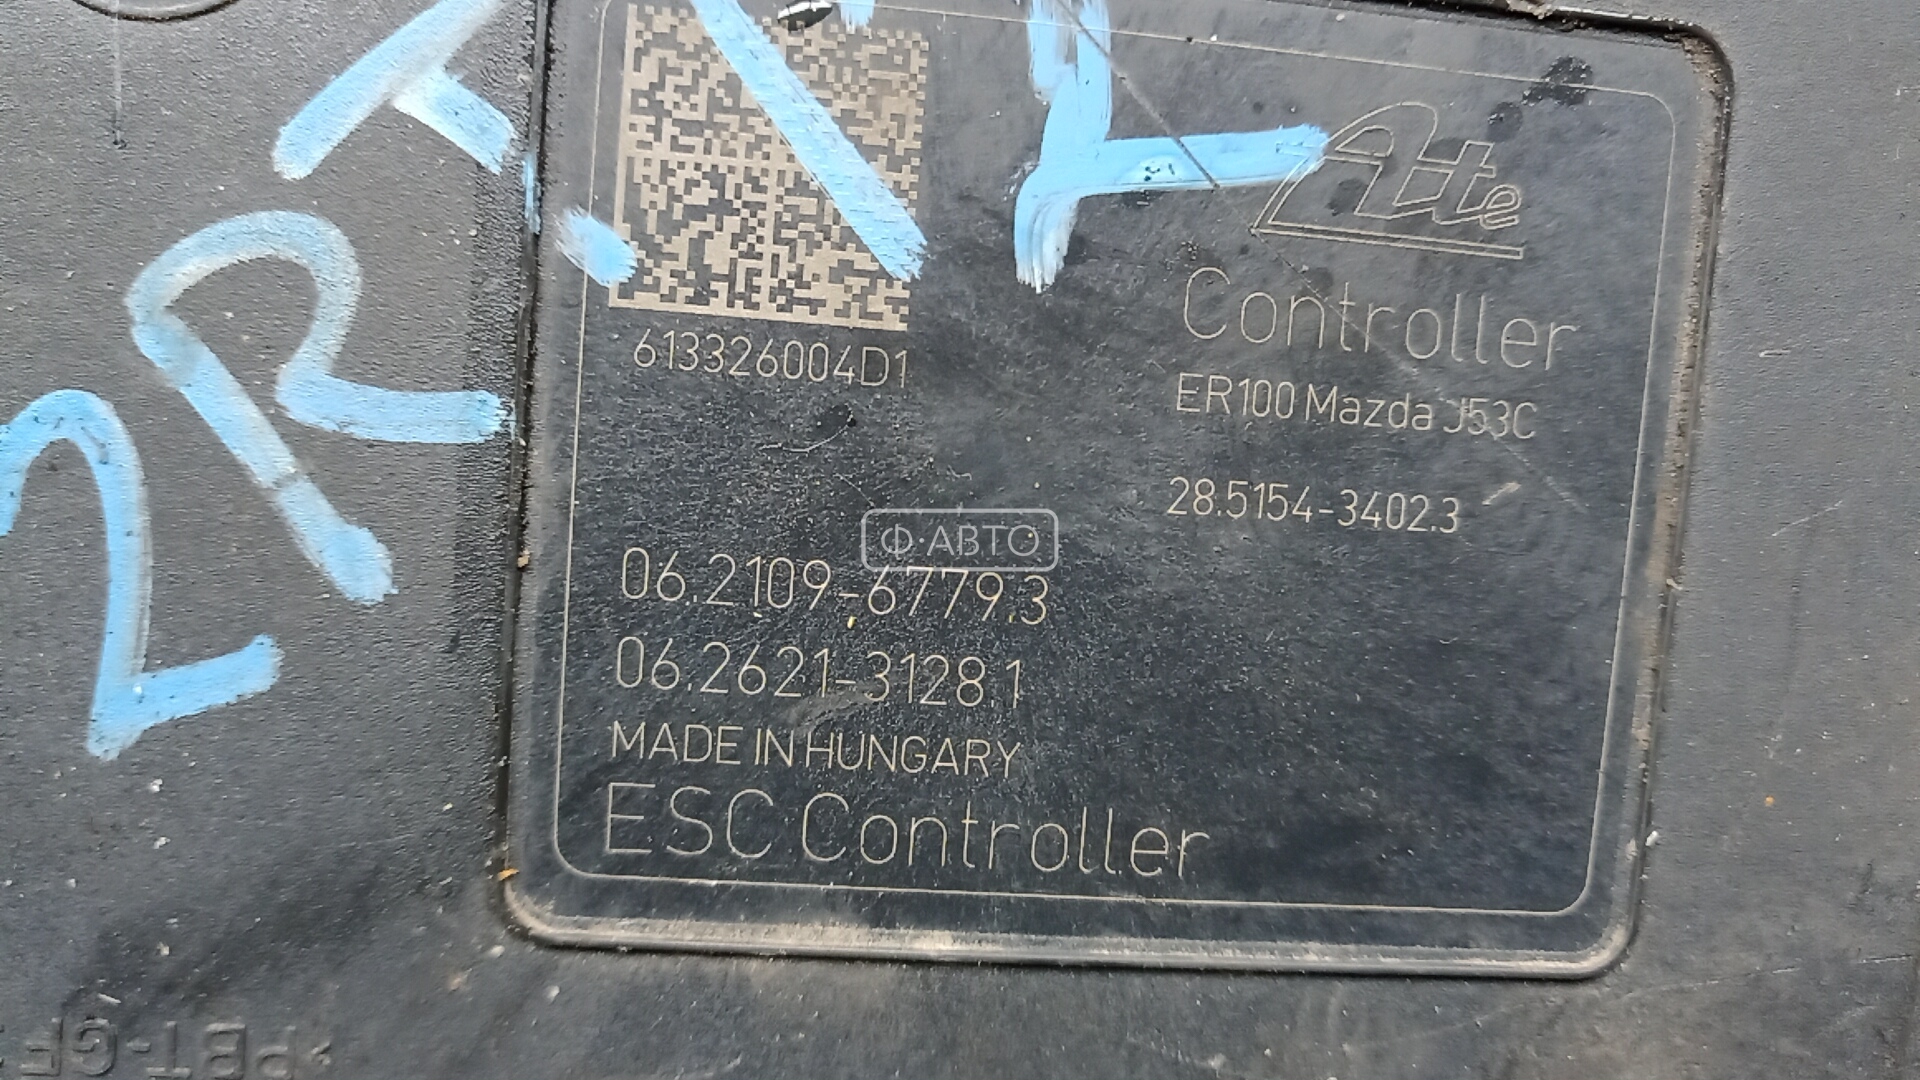 Ate
613326004D1
Controller
ER100 Mazda J53C
28.5154-3402.3
Ф·АВТО
06.2109-6779.3
06.2621-3128.1
MADE IN HUNGARY
ESC Controller
2R
PBT-GF